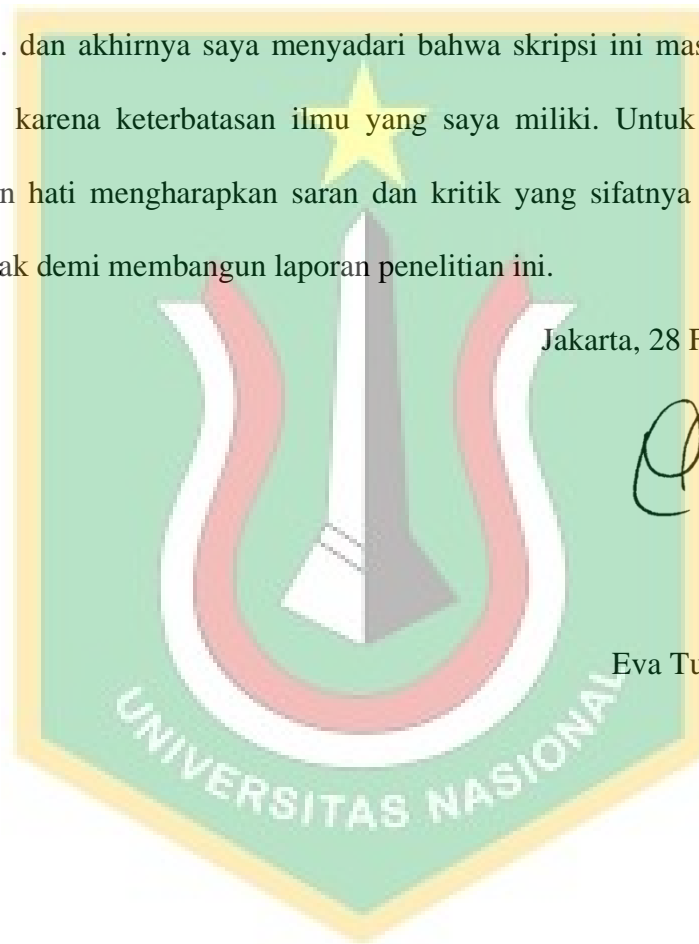 . dan akhirnya saya menyadari bahwa skripsi ini mas
karena keterbatasan ilmu yang saya miliki. Untuk
n hati mengharapkan saran dan kritik yang sifatnya
ak demi membangun laporan penelitian ini.
Jakarta, 28 F
Eva Tu
UNIVERSITAS NASIONAL